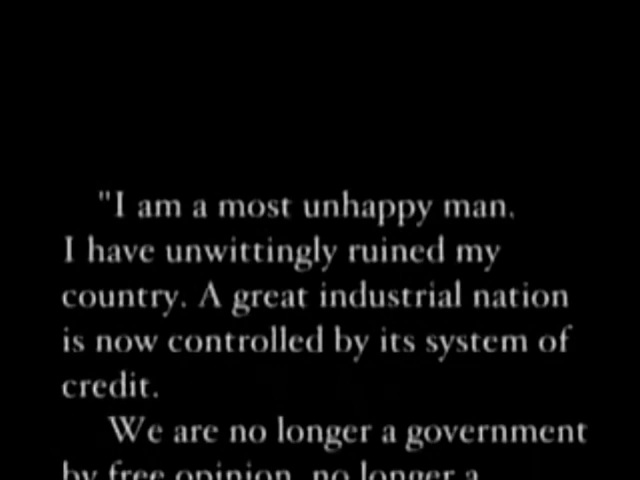 "I am a most unhappy man.
I have unwittingly ruined my
country. A great industrial nation
is now controlled by its system of
credit.
We are no longer a government
by free opinion, no longer a